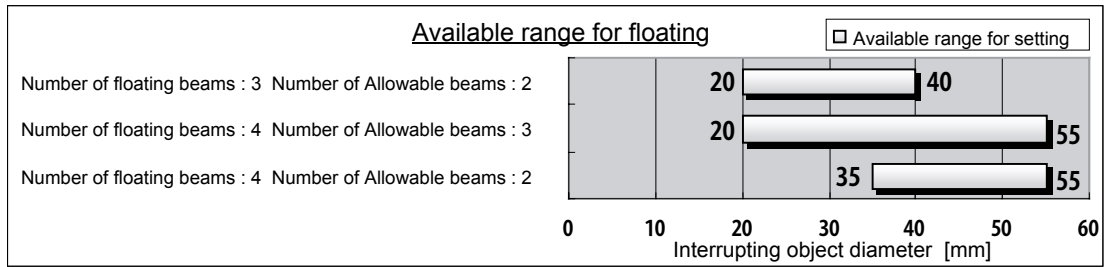 Available range for floating
Available range for setting
Number of floating beams : 3 Number of Allowable beams : 2
20 40
Number of floating beams : 4 Number of Allowable beams : 3
20 55
Number of floating beams : 4 Number of Allowable beams : 2
35 55
0 10 20 30 40 50 60
Interrupting object diameter [mm]